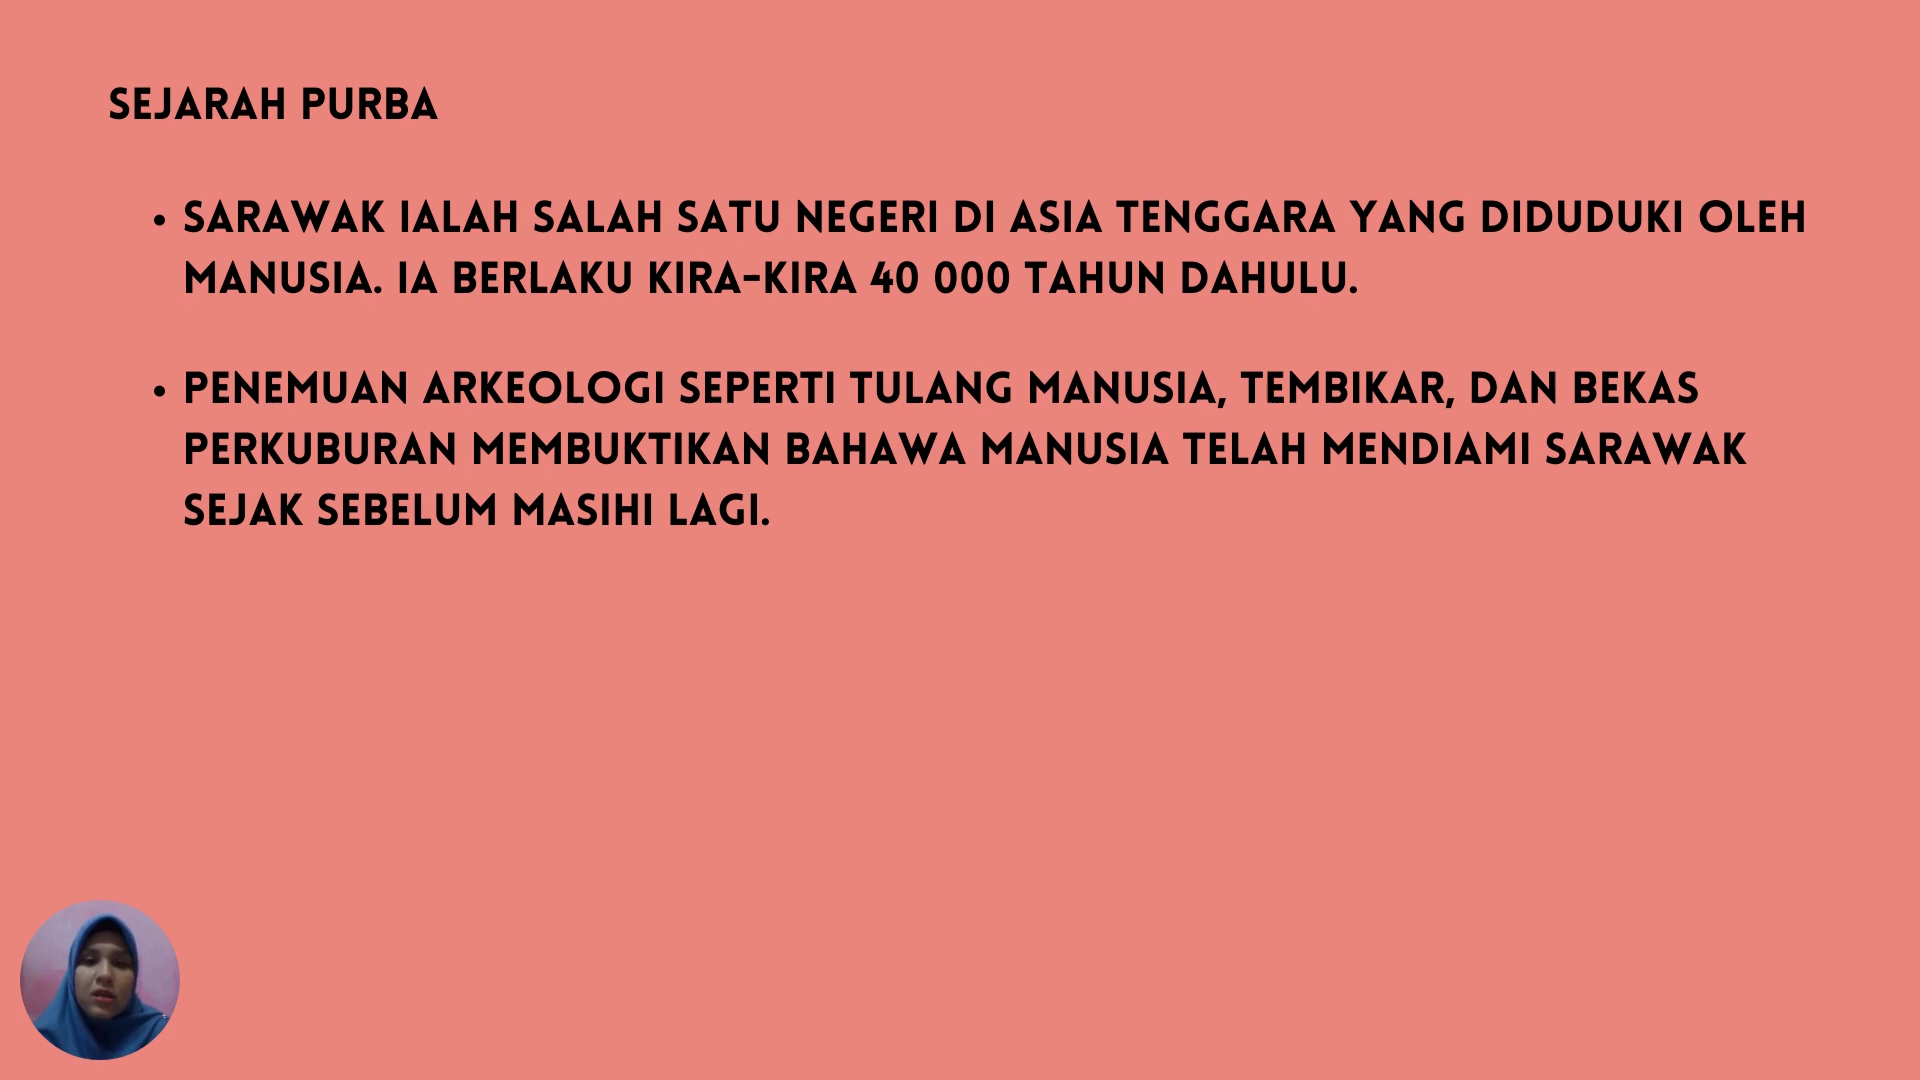 SEJARAH PURBA
• SARAWAK IALAH SALAH SATU NEGERI DI ASIA TENGGARA YANG DIDUDUKI OLEH
MANUSIA. IA BERLAKU KIRA-KIRA 40 000 TAHUN DAHULU.
• PENEMUAN ARKEOLOGI SEPERTI TULANG MANUSIA, TEMBIKAR, DAN BEKAS
PERKUBURAN MEMBUKTIKAN BAHAWA MANUSIA TELAH MENDIAMI SARAWAK
SEJAK SEBELUM MASIHI LAGI.